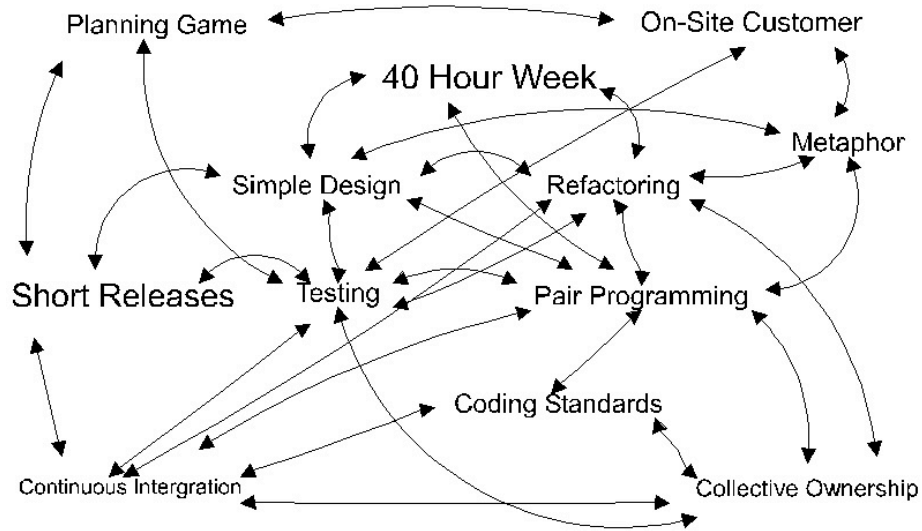 Planning Game
On-Site Customer
40 Hour Week
Metaphor
Simple Design
Refactoring
Short Releases
Testing
Pair Programming
Coding Standards
Continuous Intergration
Collective Ownership